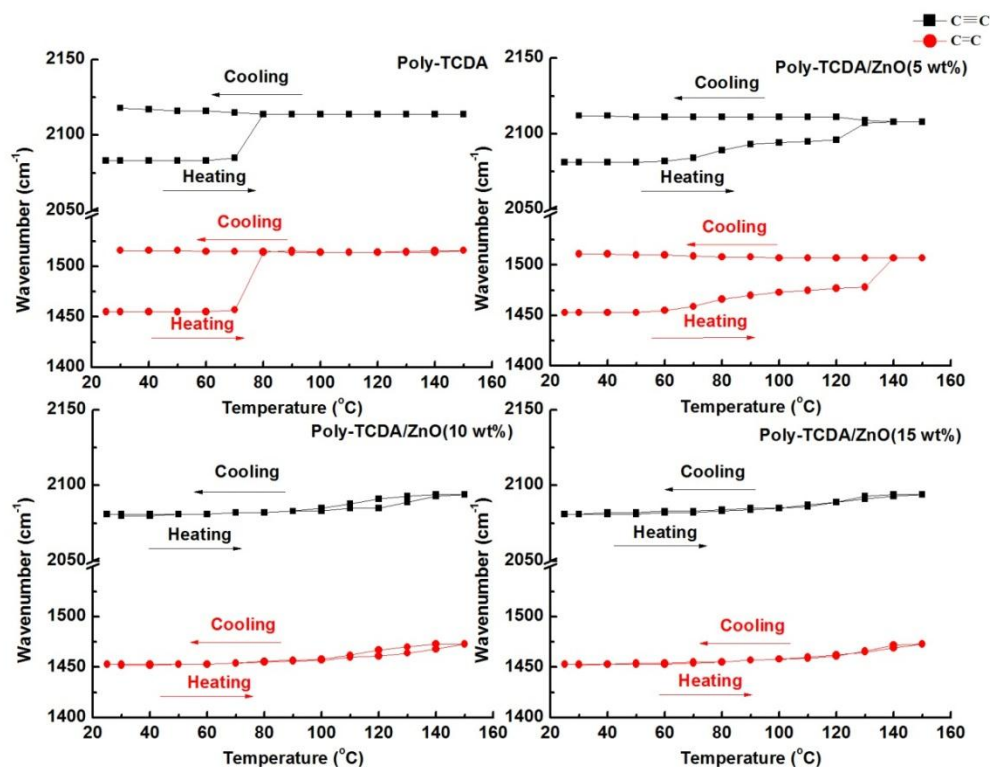 C≡C
C=C
Poly-TCDA
Cooling
Heating
Cooling
Heating
2150
2100
2050
1500
1450
1400
Wavenumber (cm⁻¹)
20 40 60 80 100 120 140 160
Temperature (°C)
Poly-TCDA/ZnO(5 wt%)
Cooling
Heating
Cooling
Heating
2150
2100
2050
1500
1450
1400
Wavenumber (cm⁻¹)
20 40 60 80 100 120 140 160
Temperature (°C)
Poly-TCDA/ZnO(10 wt%)
Cooling
Heating
Cooling
Heating
2150
2100
2050
1500
1450
1400
Wavenumber (cm⁻¹)
20 40 60 80 100 120 140 160
Temperature (°C)
Poly-TCDA/ZnO(15 wt%)
Cooling
Heating
Cooling
Heating
2150
2100
2050
1500
1450
1400
Wavenumber (cm⁻¹)
20 40 60 80 100 120 140 160
Temperature (°C)